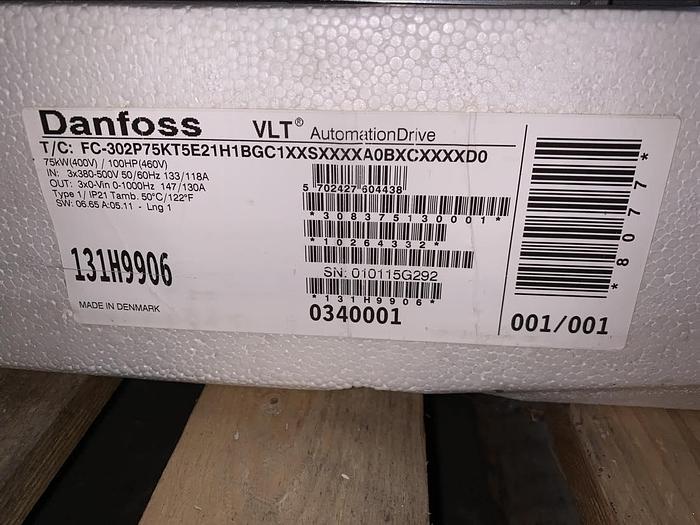 Danfoss VLT® AutomationDrive
T/C: FC-302P75KT5E21H1BGC1XXSXXXXA0BXCXXXXD0
75kW(400V) / 100HP(460V)
IN: 3x380-500V 50/60Hz 133/118A
OUT: 3x0-Vin 0-1000Hz 147/130A
Type 1/ IP21 Tamb. 50°C/122°F
SW: 06.65 A:05.11 - Lng 1
131H9906
MADE IN DENMARK
5 702427 604438
*308375130001*
*10264332*
SN: 010115G292
*131H9906*
0340001
*8077*
001/001